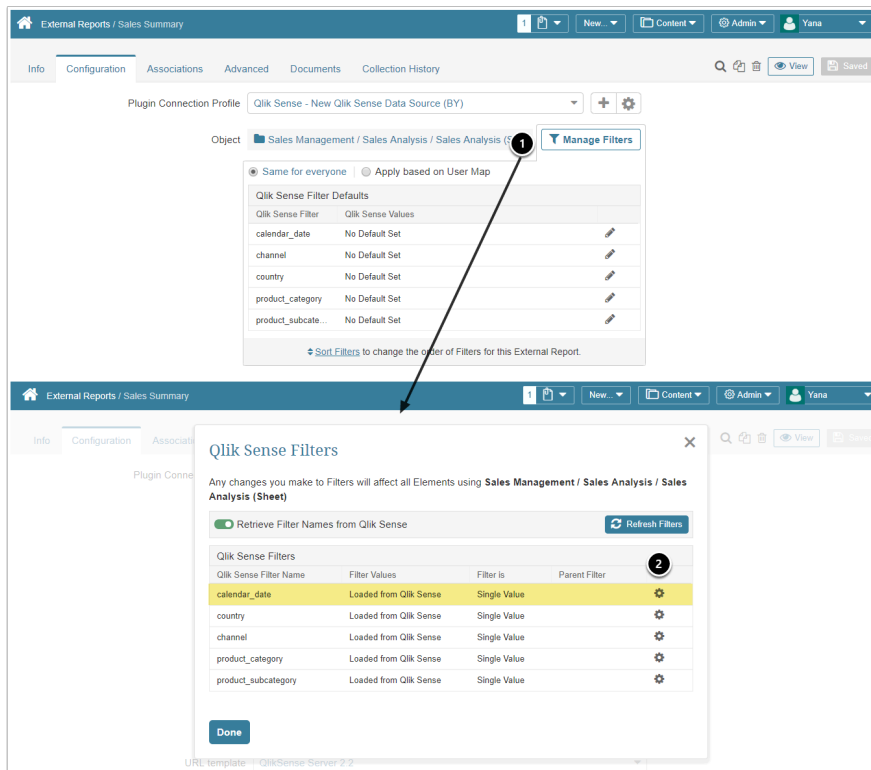 External Reports / Sales Summary
1
New...
Content
Admin
Yana
Info
Configuration
Associations
Advanced
Documents
Collection History
View
Saved
Plugin Connection Profile
Qlik Sense - New Qlik Sense Data Source (BY)
Object
Sales Management / Sales Analysis / Sales Analysis (S
1
Manage Filters
Same for everyone
Apply based on User Map
Qlik Sense Filter Defaults
Qlik Sense Filter Qlik Sense Values
calendar_date No Default Set
channel No Default Set
country No Default Set
product_category No Default Set
product_subcate... No Default Set
Sort Filters to change the order of Filters for this External Report.
External Reports / Sales Summary
1
New...
Content
Admin
Yana
Info
Configuration
Associati
View
Saved
Plugin Conne
Qlik Sense Filters
Any changes you make to Filters will affect all Elements using Sales Management / Sales Analysis / Sales
Analysis (Sheet)
Retrieve Filter Names from Qlik Sense
Refresh Filters
Qlik Sense Filters
2
Qlik Sense Filter Name Filter Values Filter is Parent Filter
calendar_date Loaded from Qlik Sense Single Value
country Loaded from Qlik Sense Single Value
channel Loaded from Qlik Sense Single Value
product_category Loaded from Qlik Sense Single Value
product_subcategory Loaded from Qlik Sense Single Value
Done
URL template
QlikSense Server 2.2